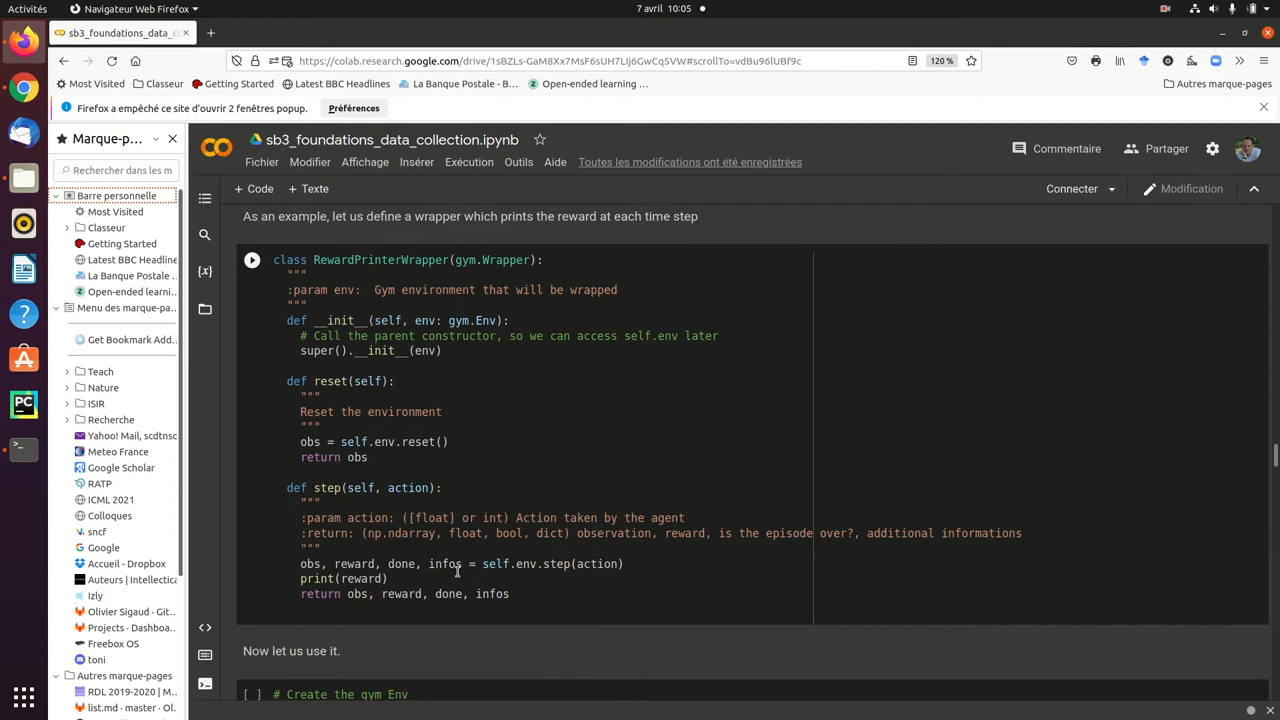 Activités
Navigateur Web Firefox
7 avril 10:05
sb3_foundations_data_c
https://colab.research.google.com/drive/1sBZLs-GaM8Xx7MsF6sUH7LIj6GwCq5VW#scrollTo=vdBu96lUBf9c
120 %
Most Visited
Classeur
Getting Started
Latest BBC Headlines
La Banque Postale - B...
Open-ended learning ...
Autres marque-pages
Firefox a empêché ce site d'ouvrir 2 fenêtres popup.
Préférences
Marque-p...
Rechercher dans les m
Barre personnelle
Most Visited
Classeur
Getting Started
Latest BBC Headline
La Banque Postale ...
Open-ended learni...
Menu des marque-pa...
Get Bookmark Add...
Teach
Nature
ISIR
Recherche
Yahoo! Mail, scdtnsc
Meteo France
Google Scholar
RATP
ICML 2021
Colloques
sncf
Google
Accueil - Dropbox
Auteurs | Intellectica
Izly
Olivier Sigaud · Git...
Projects · Dashboa...
Freebox OS
toni
Autres marque-pages
RDL 2019-2020 | M...
list.md · master · Ol...
sb3_foundations_data_collection.ipynb
Fichier Modifier Affichage Insérer Exécution Outils Aide Toutes les modifications ont été enregistrées
Commentaire
Partager
+ Code + Texte
Connecter
Modification
As an example, let us define a wrapper which prints the reward at each time step
class RewardPrinterWrapper(gym.Wrapper):
"""
:param env:  Gym environment that will be wrapped
"""
def __init__(self, env: gym.Env):
# Call the parent constructor, so we can access self.env later
super().__init__(env)
def reset(self):
"""
Reset the environment
"""
obs = self.env.reset()
return obs
def step(self, action):
"""
:param action: ([float] or int) Action taken by the agent
:return: (np.ndarray, float, bool, dict) observation, reward, is the episode over?, additional informations
"""
obs, reward, done, infos = self.env.step(action)
print(reward)
return obs, reward, done, infos
Now let us use it.
[ ] # Create the gym Env